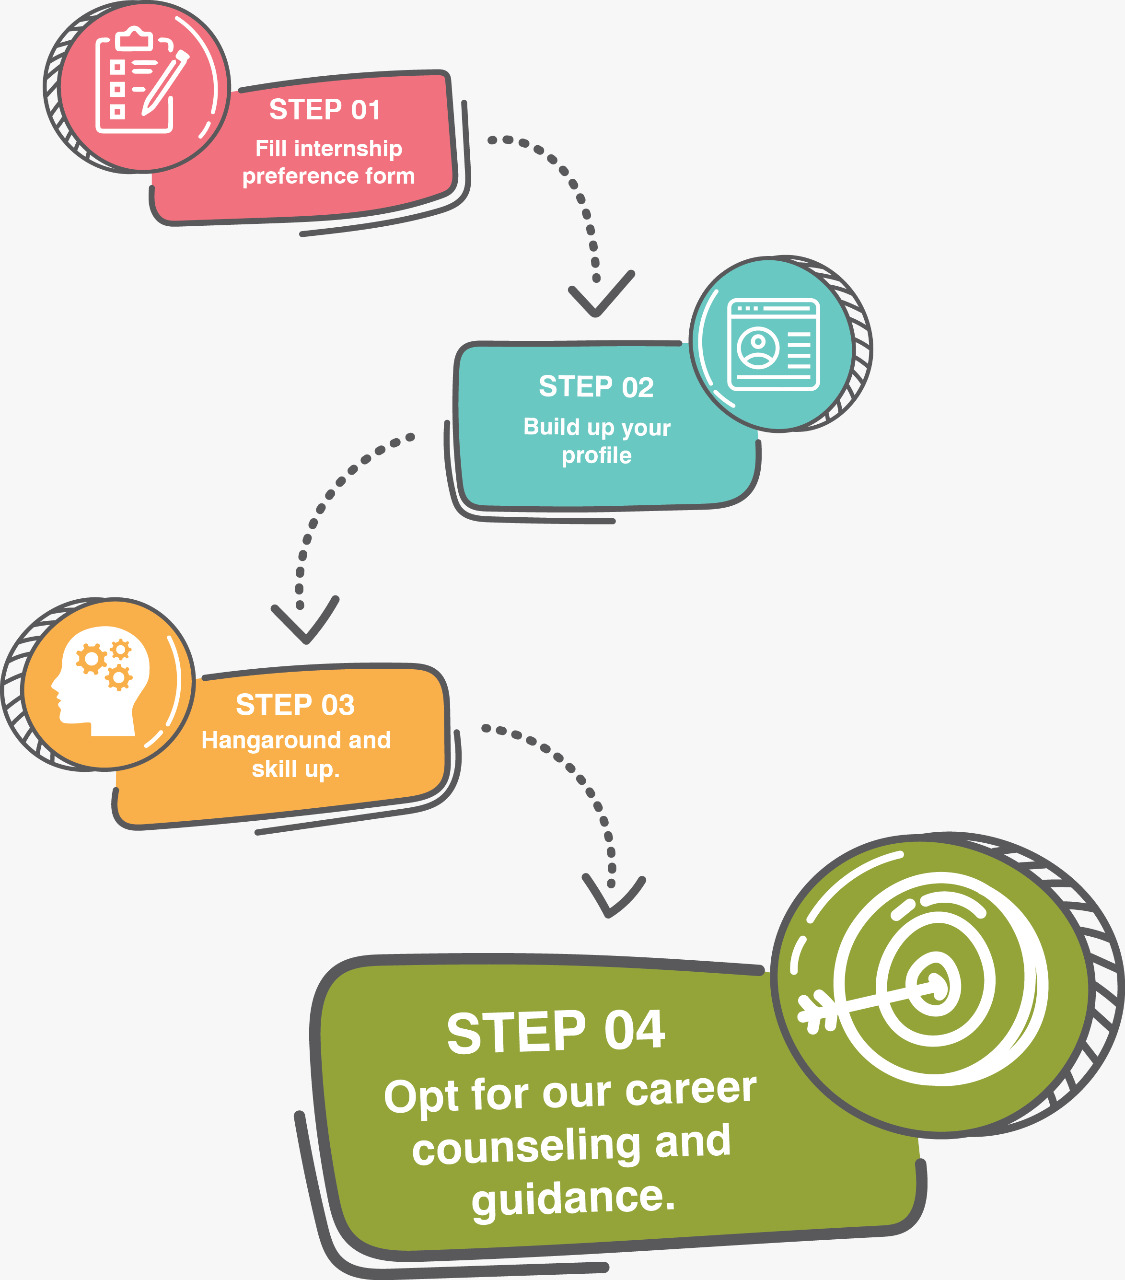 STEP 01
Fill internship
preference form
STEP 02
Build up your
profile
STEP 03
Hangaround and
skill up.
STEP 04
Opt for our career
counseling and
guidance.